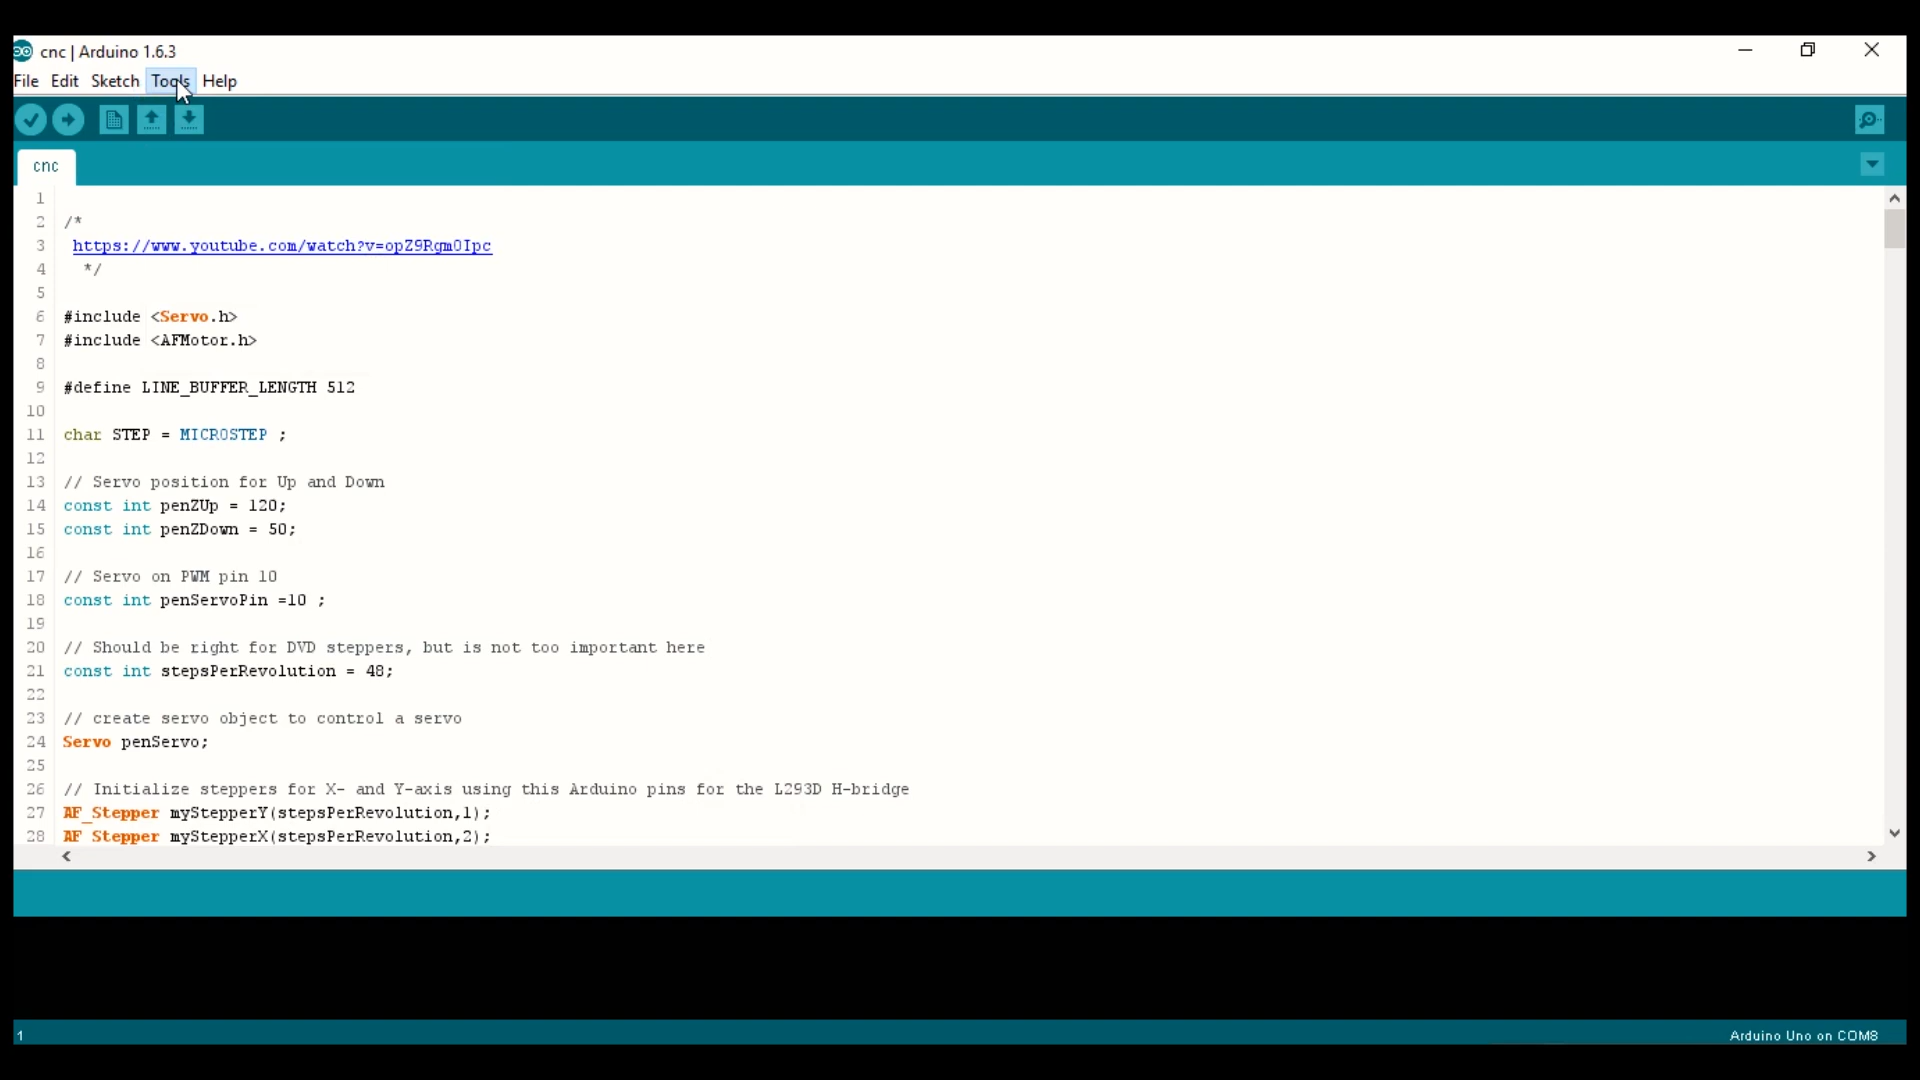 cnc | Arduino 1.6.3
File Edit Sketch Tools Help
cnc
1
2 /*
3 https://www.youtube.com/watch?v=opZ9Rgm0Ipc
4 */
5
6 #include <Servo.h>
7 #include <AFMotor.h>
8
9 #define LINE_BUFFER_LENGTH 512
10
11 char STEP = MICROSTEP ;
12
13 // Servo position for Up and Down
14 const int penZUp = 120;
15 const int penZDown = 50;
16
17 // Servo on PWM pin 10
18 const int penServoPin =10 ;
19
20 // Should be right for DVD steppers, but is not too important here
21 const int stepsPerRevolution = 48;
22
23 // create servo object to control a servo
24 Servo penServo;
25
26 // Initialize steppers for X- and Y-axis using this Arduino pins for the L293D H-bridge
27 AF_Stepper myStepperY(stepsPerRevolution,1);
28 AF_Stepper myStepperX(stepsPerRevolution,2);
1
Arduino Uno on COM8